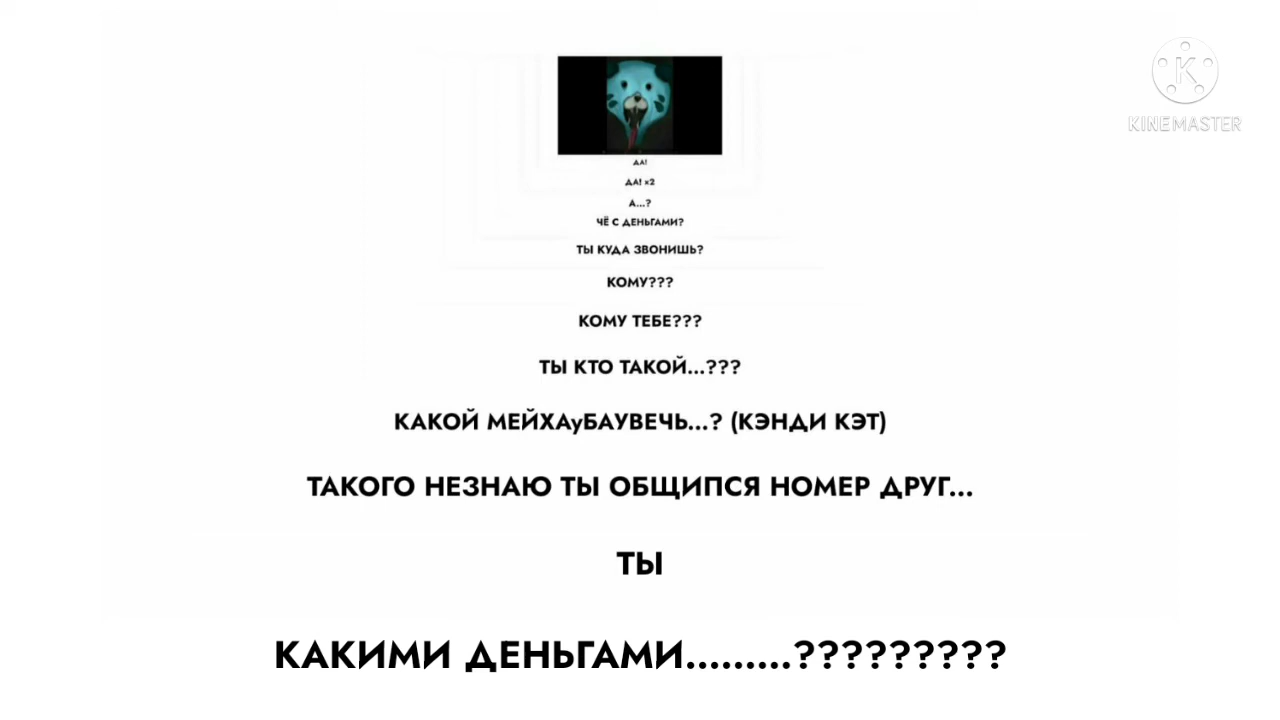 KINEMASTER
ДА!
ДА! x2
А...?
ЧЁ С ДЕНЬГАМИ?
ТЫ КУДА ЗВОНИШЬ?
КОМУ???
КОМУ ТЕБЕ???
ТЫ КТО ТАКОЙ...???
КАКОЙ МЕЙХАуБАУВЕЧЬ...? (КЭНДИ КЭТ)
ТАКОГО НЕЗНАЮ ТЫ ОБЩИПСЯ НОМЕР ДРУГ...
ТЫ
КАКИМИ ДЕНЬГАМИ.........?????????